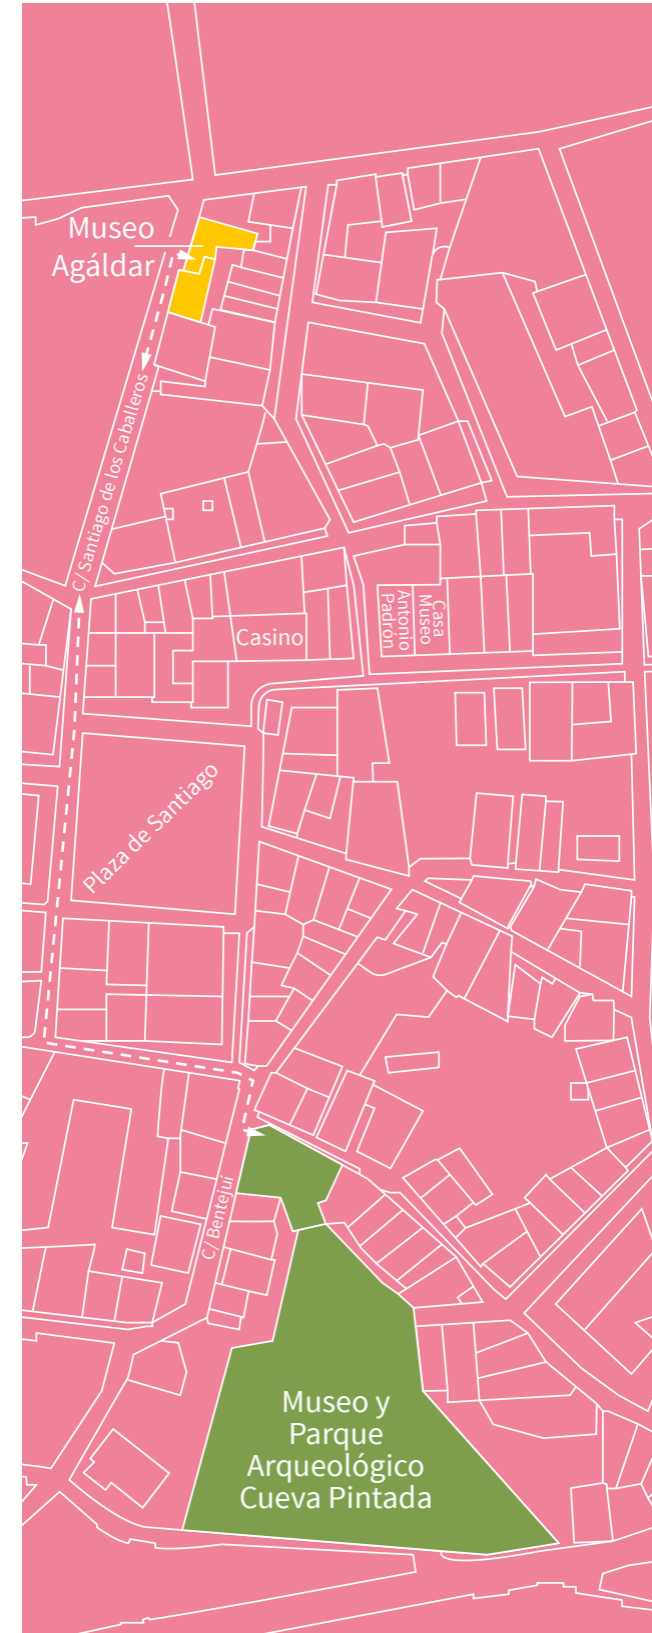 Museo
Agáldar
C/ Santiago de los Caballeros
Casa
Museo
Antonio
Padrón
Casino
Plaza de Santiago
C/ Bentejuí
Museo y
Parque
Arqueológico
Cueva Pintada